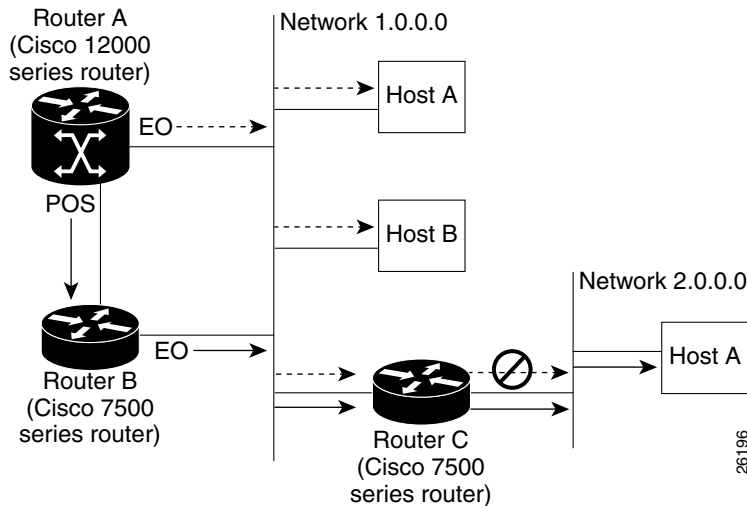 Router A
(Cisco 12000
series router)
Network 1.0.0.0
EO
Host A
POS
Host B
Network 2.0.0.0
EO
Host A
Router B
(Cisco 7500
series router)
Router C
(Cisco 7500
series router)
26196